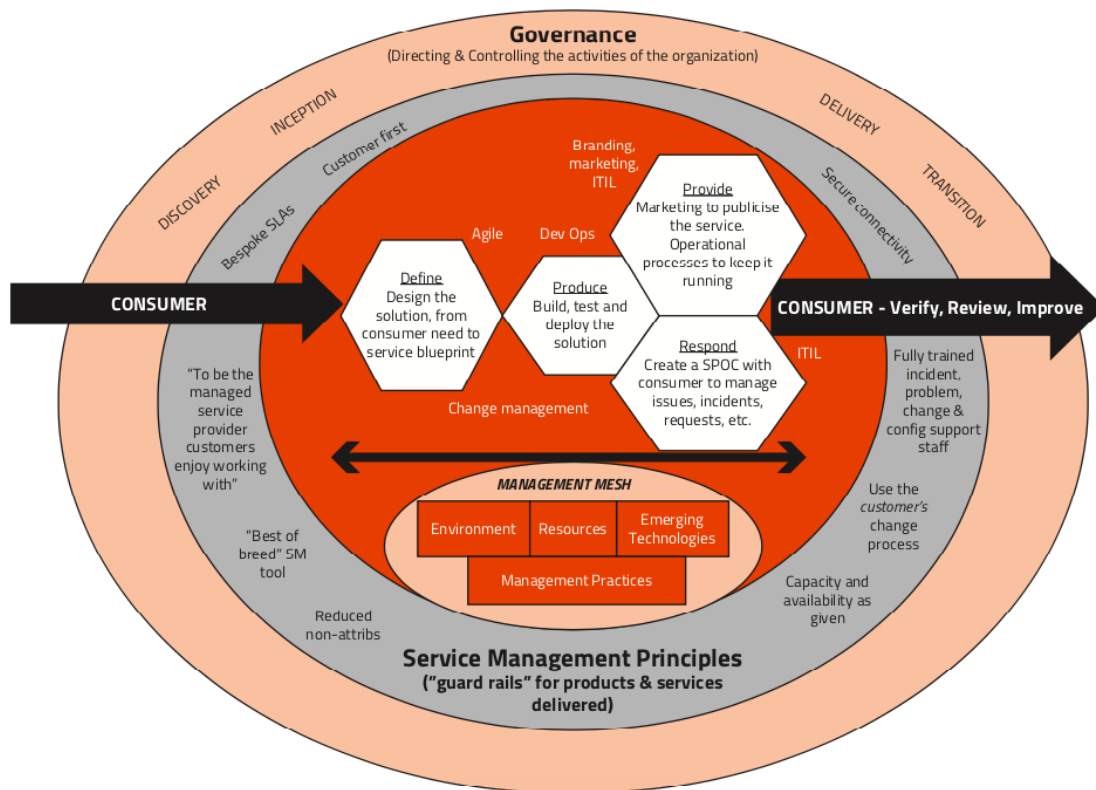 Governance
(Directing & Controlling the activities of the organization)
DISCOVERY
INCEPTION
DELIVERY
TRANSITION
Bespoke SLAs
Customer first
Secure connectivity
Branding,
marketing,
ITIL
Agile
Dev Ops
CONSUMER
Define
Design the
solution, from
consumer need to
service blueprint
Produce
Build, test and
deploy the
solution
Provide
Marketing to publicise
the service.
Operational
processes to keep it
running
Respond
Create a SPOC with
consumer to manage
issues, incidents,
requests, etc.
CONSUMER - Verify, Review, Improve
ITIL
Change management
"To be the
managed
service
provider
customers
enjoy working
with"
"Best of
breed" SM
tool
Reduced
non-attribs
Fully trained
incident,
problem,
change &
config support
staff
Use the
customer's
change
process
Capacity and
availability as
given
MANAGEMENT MESH
Environment
Resources
Emerging
Technologies
Management Practices
Service Management Principles
("guard rails" for products & services
delivered)